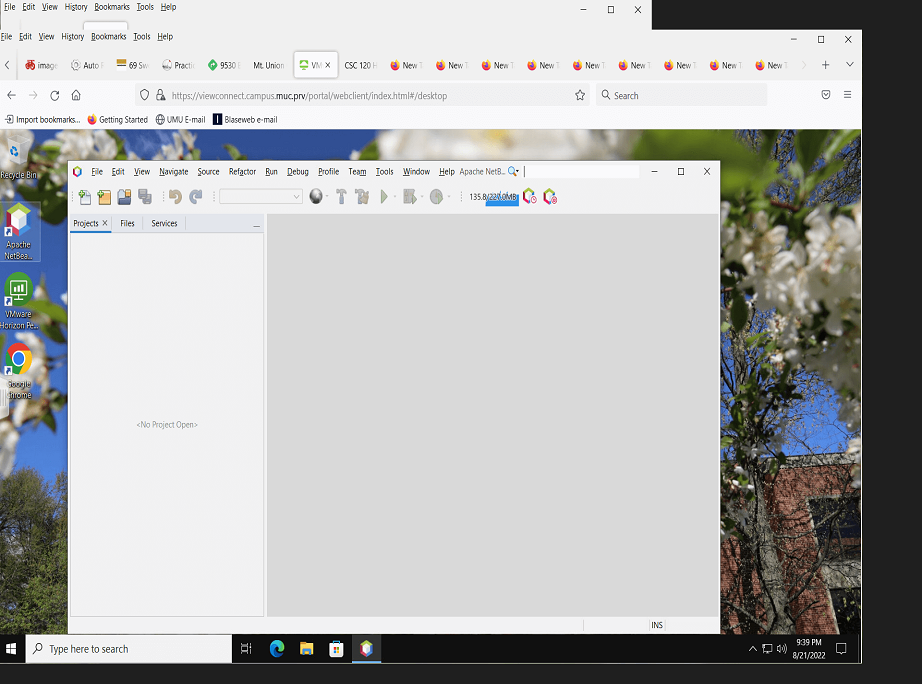 File Edit View History Bookmarks Tools Help
File Edit View History Bookmarks Tools Help
image
Auto F
69 Sw
Practi
9530 E
Mt. Union
VM
CSC 120 H
New T
New T
New T
New T
New T
New T
New T
New T
New T
https://viewconnect.campus.muc.prv/portal/webclient/index.html#/desktop
Search
Import bookmarks...
Getting Started
UMU E-mail
Blaseweb e-mail
Recycle Bin
File Edit View Navigate Source Refactor Run Debug Profile Team Tools Window Help Apache NetB...
135.8/227.0MB
Projects
Files
Services
Apache
NetBea...
VMware
Horizon Pe...
Google
Chrome
<No Project Open>
INS
Type here to search
9:39 PM
8/21/2022